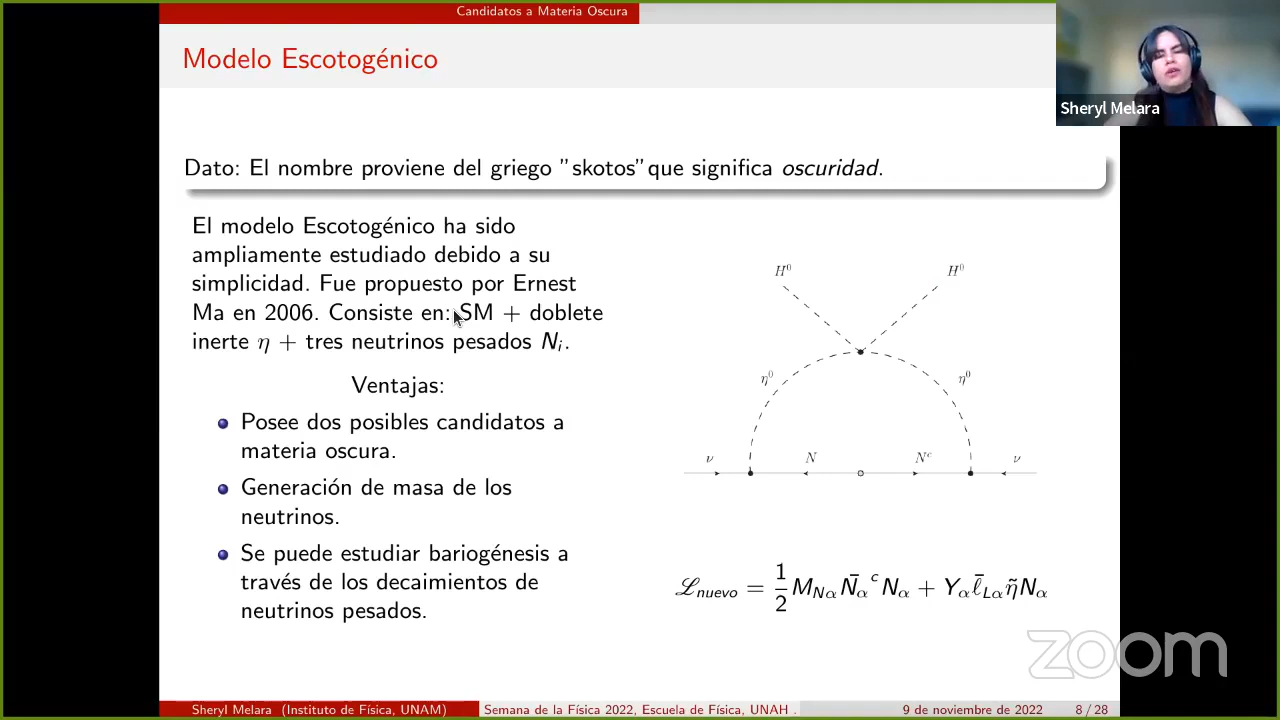 Candidatos a Materia Oscura
Modelo Escotogénico
Sheryl Melara
Dato: El nombre proviene del griego ”skotos”que significa oscuridad.
El modelo Escotogénico ha sido
ampliamente estudiado debido a su
simplicidad. Fue propuesto por Ernest
Ma en 2006. Consiste en: SM + doblete
inerte η + tres neutrinos pesados Nᵢ.
Ventajas:
Posee dos posibles candidatos a
materia oscura.
Generación de masa de los
neutrinos.
Se puede estudiar bariogénesis a
través de los decaimientos de
neutrinos pesados.
H⁰ H⁰
η⁰ η⁰
ν N Nᶜ ν
ℒ_nuevo = 1/2 M_{Nα} N̄_α^c N_α + Y_α ℓ̄_{Lα} η̃ N_α
zoom
Sheryl Melara (Instituto de Física, UNAM) Semana de la Física 2022, Escuela de Física, UNAH . 9 de noviembre de 2022 8 / 28